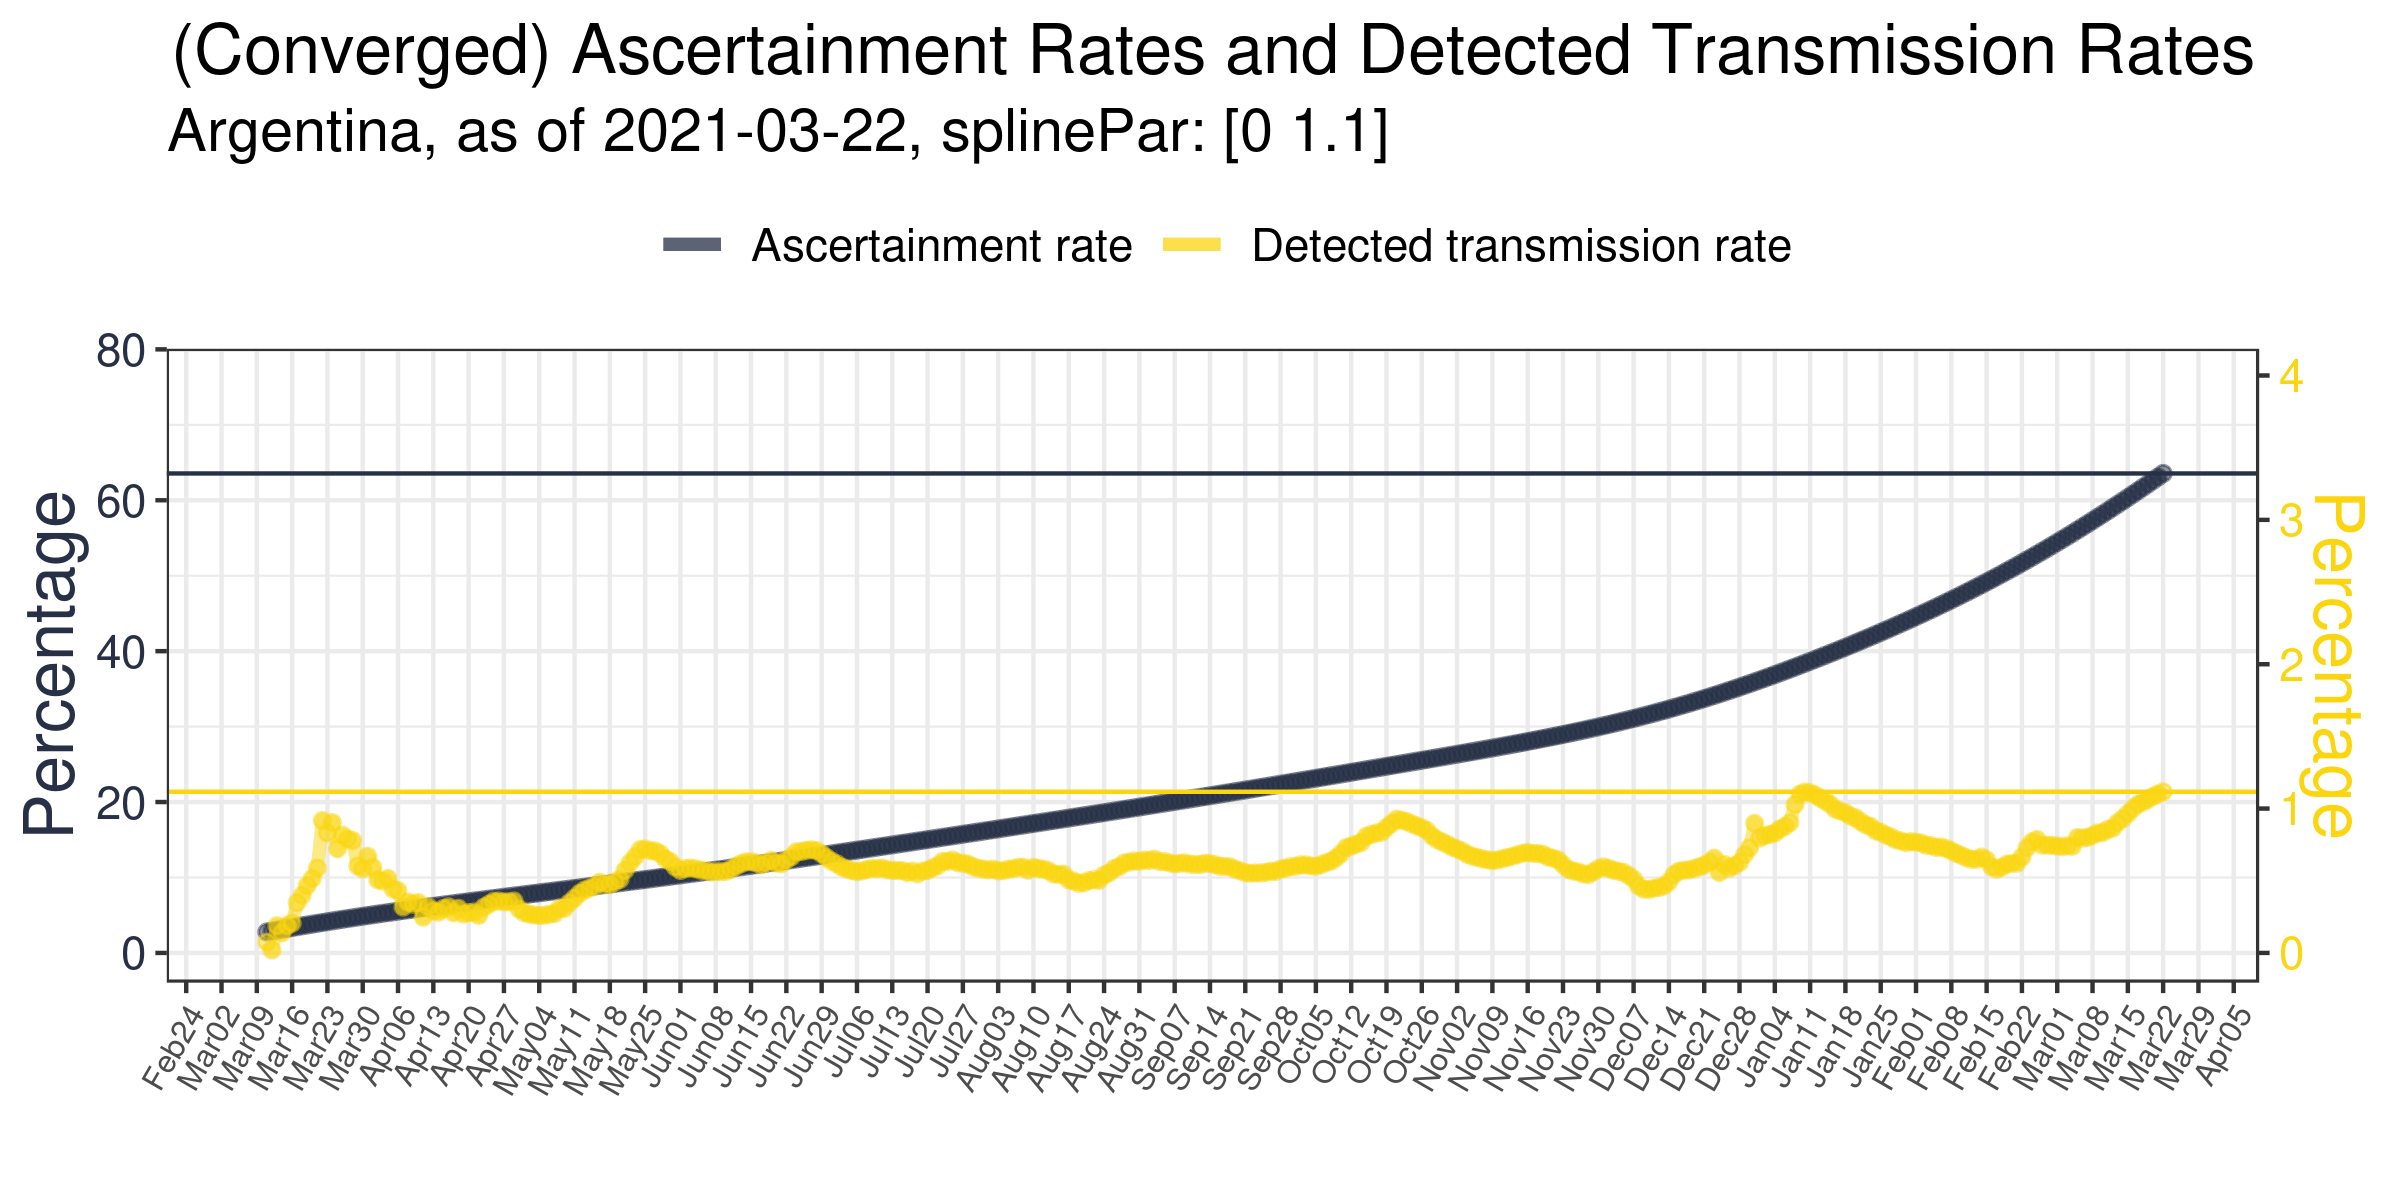 (Converged) Ascertainment Rates and Detected Transmission Rates
Argentina, as of 2021-03-22, splinePar: [0 1.1]
Ascertainment rate Detected transmission rate
Percentage
80
60
40
20
0
4
3
2
1
0
Percentage
Feb24 Mar02 Mar09 Mar16 Mar23 Mar30 Apr06 Apr13 Apr20 Apr27 May04 May11 May18 May25 Jun01 Jun08 Jun15 Jun22 Jun29 Jul06 Jul13 Jul20 Jul27 Aug03 Aug10 Aug17 Aug24 Aug31 Sep07 Sep14 Sep21 Sep28 Oct05 Oct12 Oct19 Oct26 Nov02 Nov09 Nov16 Nov23 Nov30 Dec07 Dec14 Dec21 Dec28 Jan04 Jan11 Jan18 Jan25 Feb01 Feb08 Feb15 Feb22 Mar01 Mar08 Mar15 Mar22 Mar29 Apr05